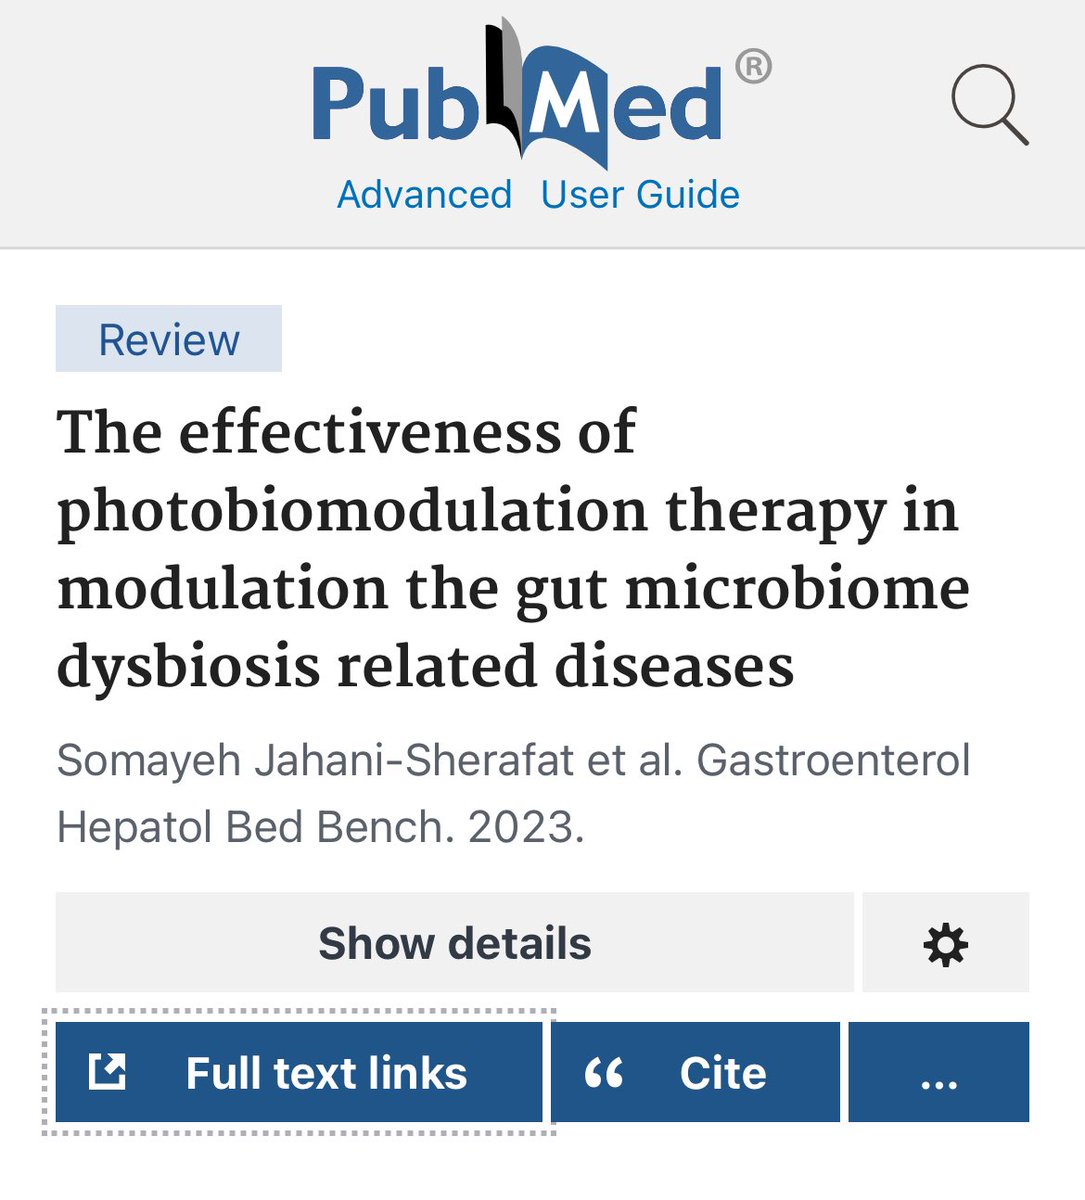 PubMed®
Advanced User Guide
Review
The effectiveness of
photobiomodulation therapy in
modulation the gut microbiome
dysbiosis related diseases
Somayeh Jahani-Sherafat et al. Gastroenterol
Hepatol Bed Bench. 2023.
Show details
Full text links
“ Cite
...